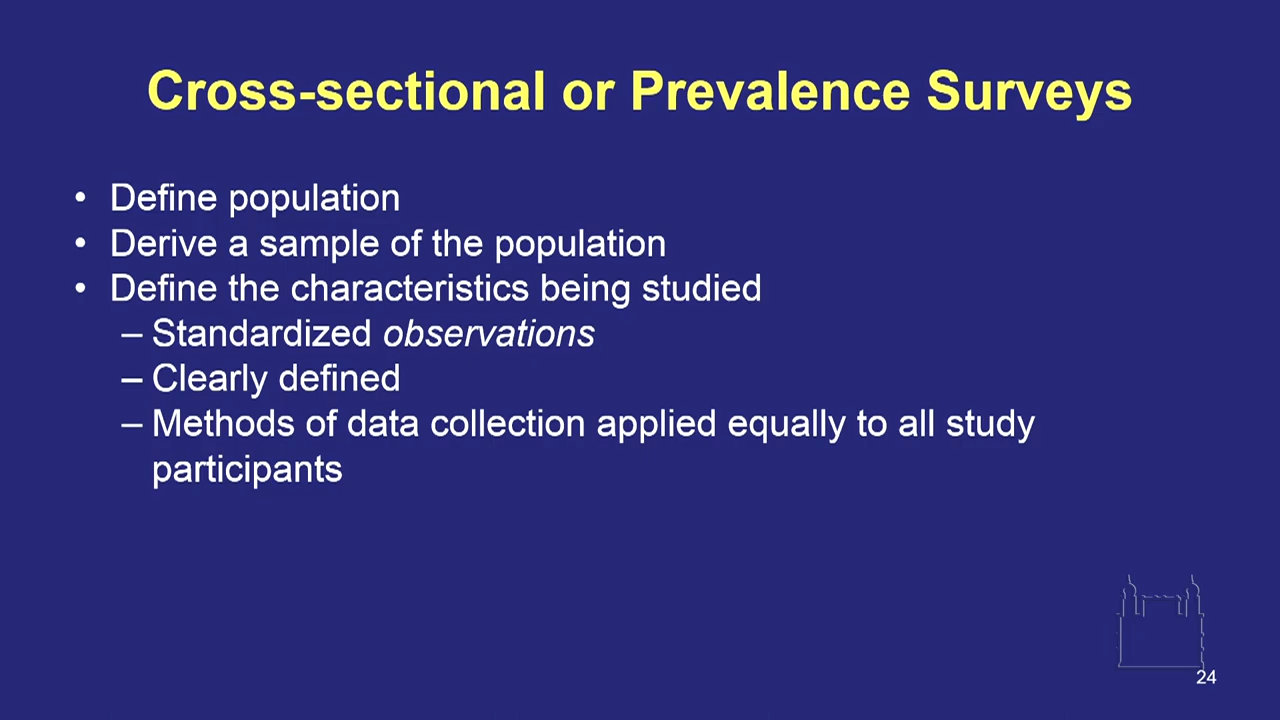 Cross-sectional or Prevalence Surveys
• Define population
• Derive a sample of the population
• Define the characteristics being studied
– Standardized observations
– Clearly defined
– Methods of data collection applied equally to all study
participants
24